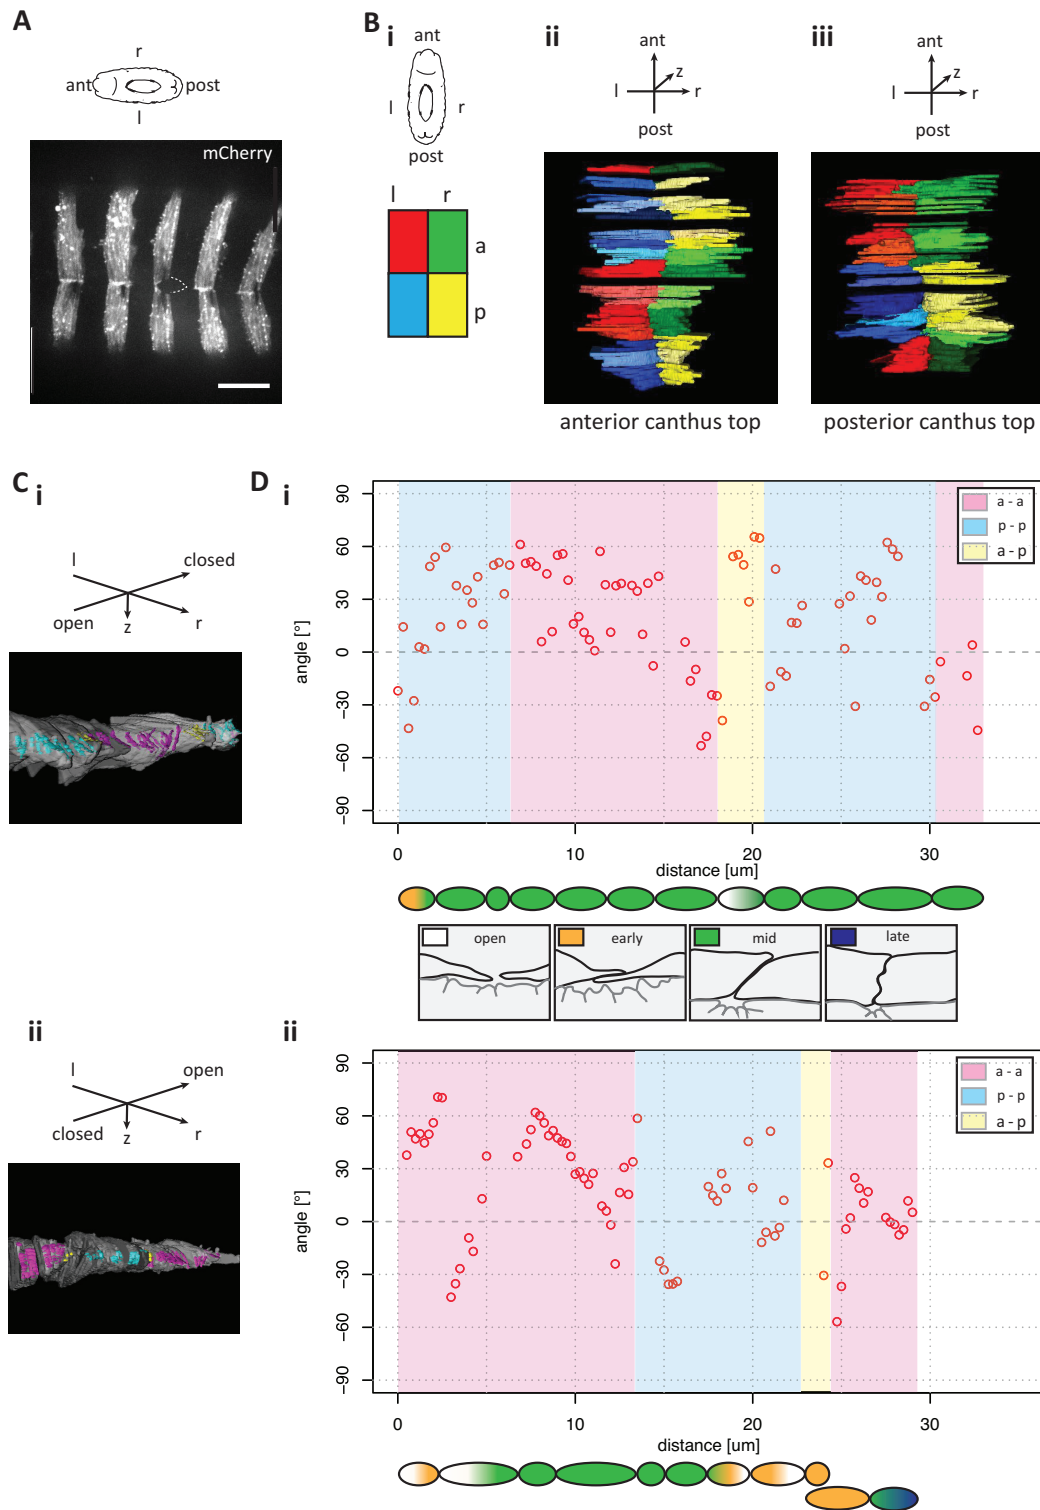 A
r
ant
post
l
mCherry
B
i
ant
l
r
post
l
r
a
p
ii
ant
z
l
r
post
anterior canthus top
iii
ant
z
l
r
post
posterior canthus top
C
i
l
closed
open
z
r
D
i
90
60
30
0
−30
−60
−90
angle [°]
a - a
p - p
a - p
0
10
20
30
distance [um]
open
early
mid
late
ii
l
open
closed
z
r
ii
90
60
30
0
−30
−60
−90
angle [°]
a - a
p - p
a - p
0
10
20
30
distance [um]